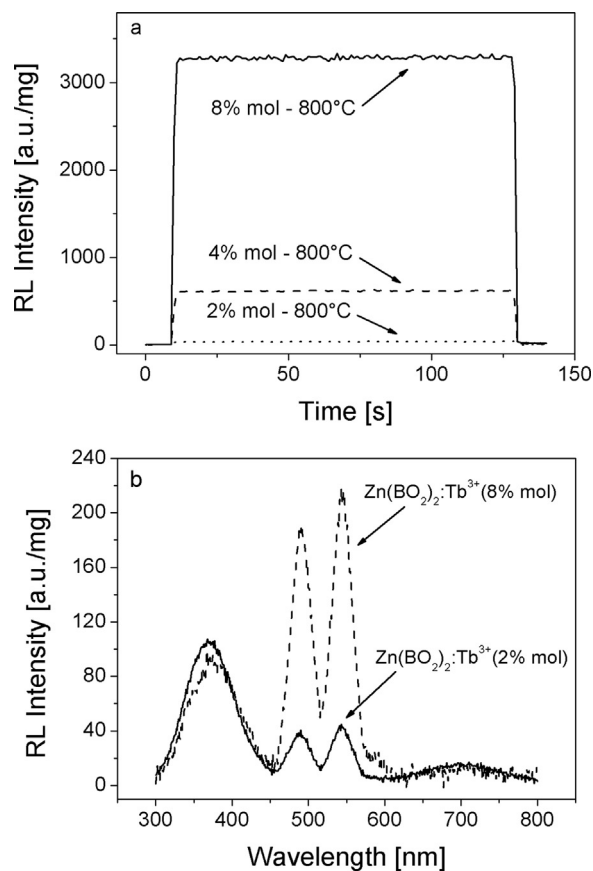 a
3000
2000
1000
0
RL Intensity [a.u./mg]
8% mol - 800°C
4% mol - 800°C
2% mol - 800°C
0
50
100
150
Time [s]
b
240
200
160
120
80
40
0
RL Intensity [a.u./mg]
Zn(BO₂)₂:Tb³⁺(8% mol)
Zn(BO₂)₂:Tb³⁺(2% mol)
300
400
500
600
700
800
Wavelength [nm]